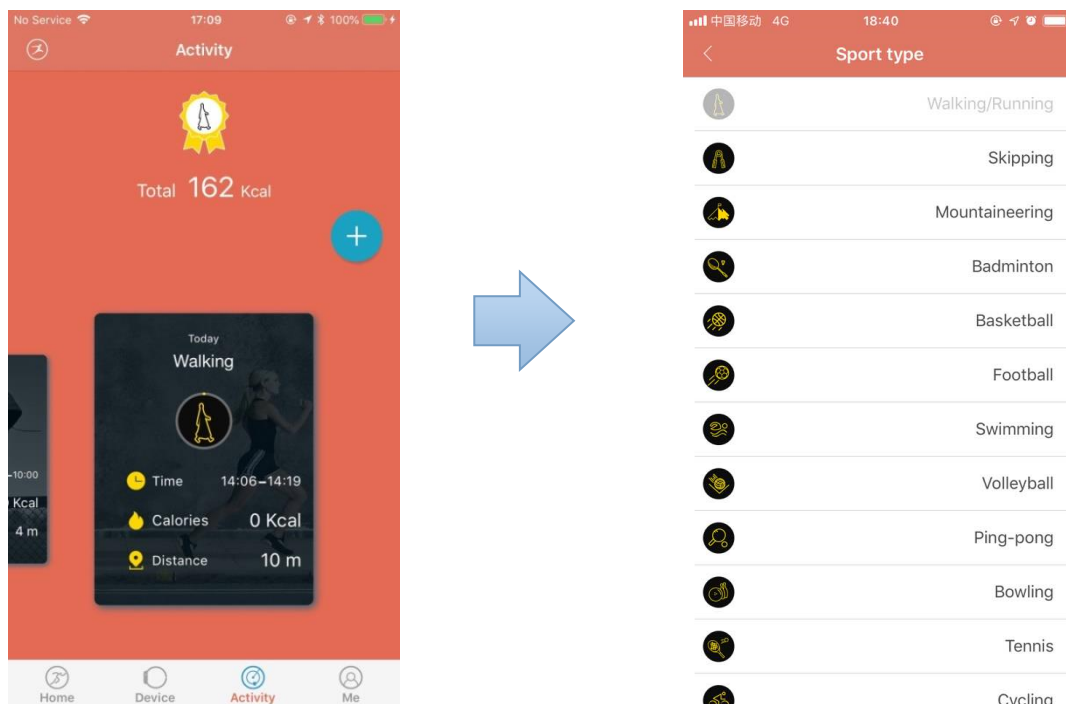 No Service 17:09 100%
Activity
Total 162 Kcal
Today
Walking
Time 14:06-14:19
Calories 0 Kcal
Distance 10 m
-10:00
Kcal
4 m
Home Device Activity Me
中国移动 4G 18:40
Sport type
Walking/Running
Skipping
Mountaineering
Badminton
Basketball
Football
Swimming
Volleyball
Ping-pong
Bowling
Tennis
Cycling